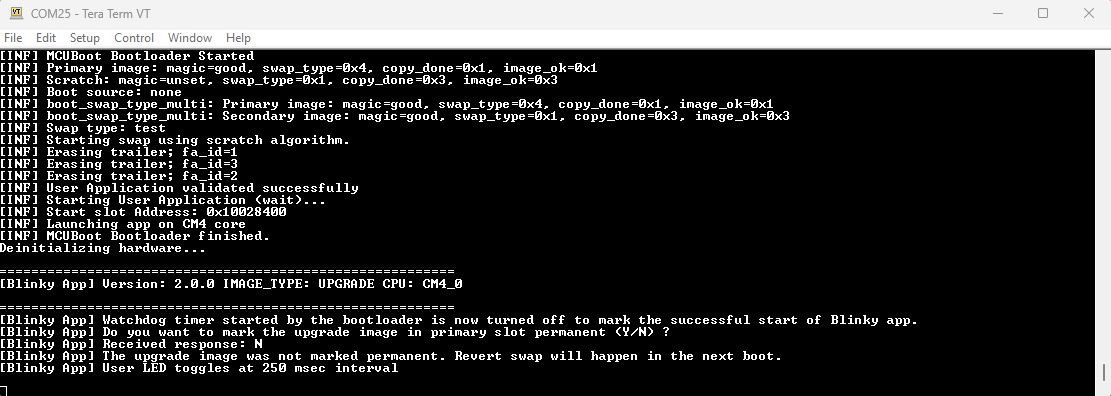 COM25 - Tera Term VT
File Edit Setup Control Window Help
[INF] MCUBoot Bootloader Started
[INF] Primary image: magic=good, swap_type=0x4, copy_done=0x1, image_ok=0x1
[INF] Scratch: magic=unset, swap_type=0x1, copy_done=0x3, image_ok=0x3
[INF] Boot source: none
[INF] boot_swap_type_multi: Primary image: magic=good, swap_type=0x4, copy_done=0x1, image_ok=0x1
[INF] boot_swap_type_multi: Secondary image: magic=good, swap_type=0x1, copy_done=0x3, image_ok=0x3
[INF] Swap type: test
[INF] Starting swap using scratch algorithm.
[INF] Erasing trailer; fa_id=1
[INF] Erasing trailer; fa_id=3
[INF] Erasing trailer; fa_id=2
[INF] User Application validated successfully
[INF] Starting User Application (wait)...
[INF] Start slot Address: 0x10028400
[INF] Launching app on CM4 core
[INF] MCUBoot Bootloader finished.
Deinitializing hardware...
=========================================================
[Blinky App] Version: 2.0.0 IMAGE_TYPE: UPGRADE CPU: CM4_0
=========================================================
[Blinky App] Watchdog timer started by the bootloader is now turned off to mark the successful start of Blinky app.
[Blinky App] Do you want to mark the upgrade image in primary slot permanent (Y/N) ?
[Blinky App] Received response: N
[Blinky App] The upgrade image was not marked permanent. Revert swap will happen in the next boot.
[Blinky App] User LED toggles at 250 msec interval